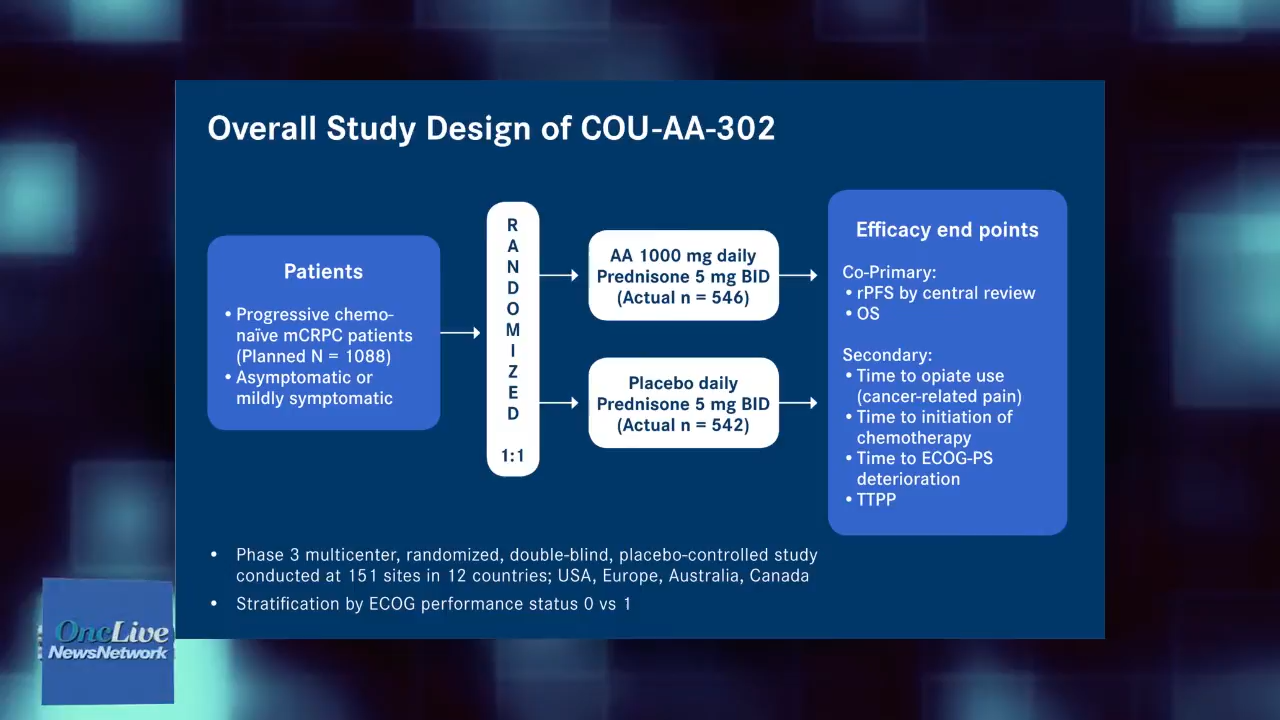 Overall Study Design of COU-AA-302
Patients
• Progressive chemo-
naïve mCRPC patients
(Planned N = 1088)
• Asymptomatic or
mildly symptomatic
R
A
N
D
O
M
I
Z
E
D
1:1
AA 1000 mg daily
Prednisone 5 mg BID
(Actual n = 546)
Placebo daily
Prednisone 5 mg BID
(Actual n = 542)
Efficacy end points
Co-Primary:
• rPFS by central review
• OS
Secondary:
• Time to opiate use
(cancer-related pain)
• Time to initiation of
chemotherapy
• Time to ECOG-PS
deterioration
• TTPP
• Phase 3 multicenter, randomized, double-blind, placebo-controlled study
conducted at 151 sites in 12 countries; USA, Europe, Australia, Canada
• Stratification by ECOG performance status 0 vs 1
OncLive
NewsNetwork